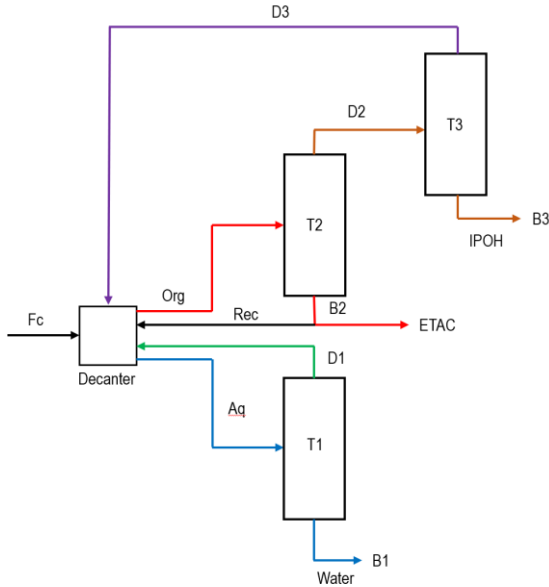 D3
D2
T3
B3
IPOH
T2
Org
B2
Fc
Rec
ETAC
D1
Decanter
Aq
T1
B1
Water